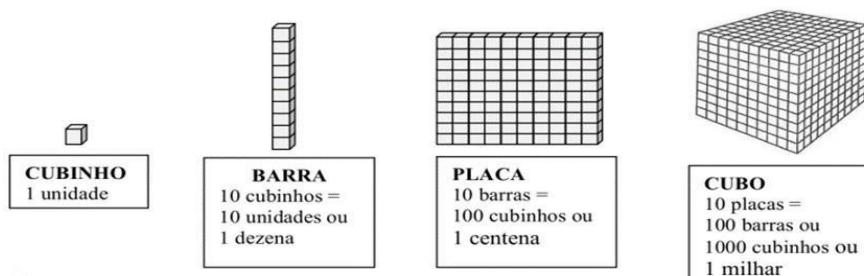 CUBINHO
1 unidade
BARRA
10 cubinhos =
10 unidades ou
1 dezena
PLACA
10 barras =
100 cubinhos ou
1 centena
CUBO
10 placas =
100 barras ou
1000 cubinhos ou
1 milhar